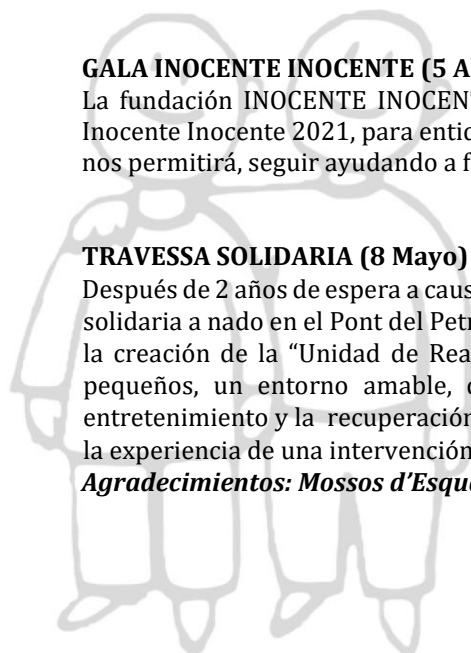 GALA INOCENTE INOCENTE (5 A
La fundación INOCENTE INOCEN
Inocente Inocente 2021, para enti
nos permitirá, seguir ayudando a f
TRAVESSA SOLIDARIA (8 Mayo)
Después de 2 años de espera a caus
solidaria a nado en el Pont del Petr
la creación de la “Unidad de Rea
pequeños, un entorno amable,
entretenimiento y la recuperación
la experiencia de una intervención
Agradecimientos: Mossos d’Esqu